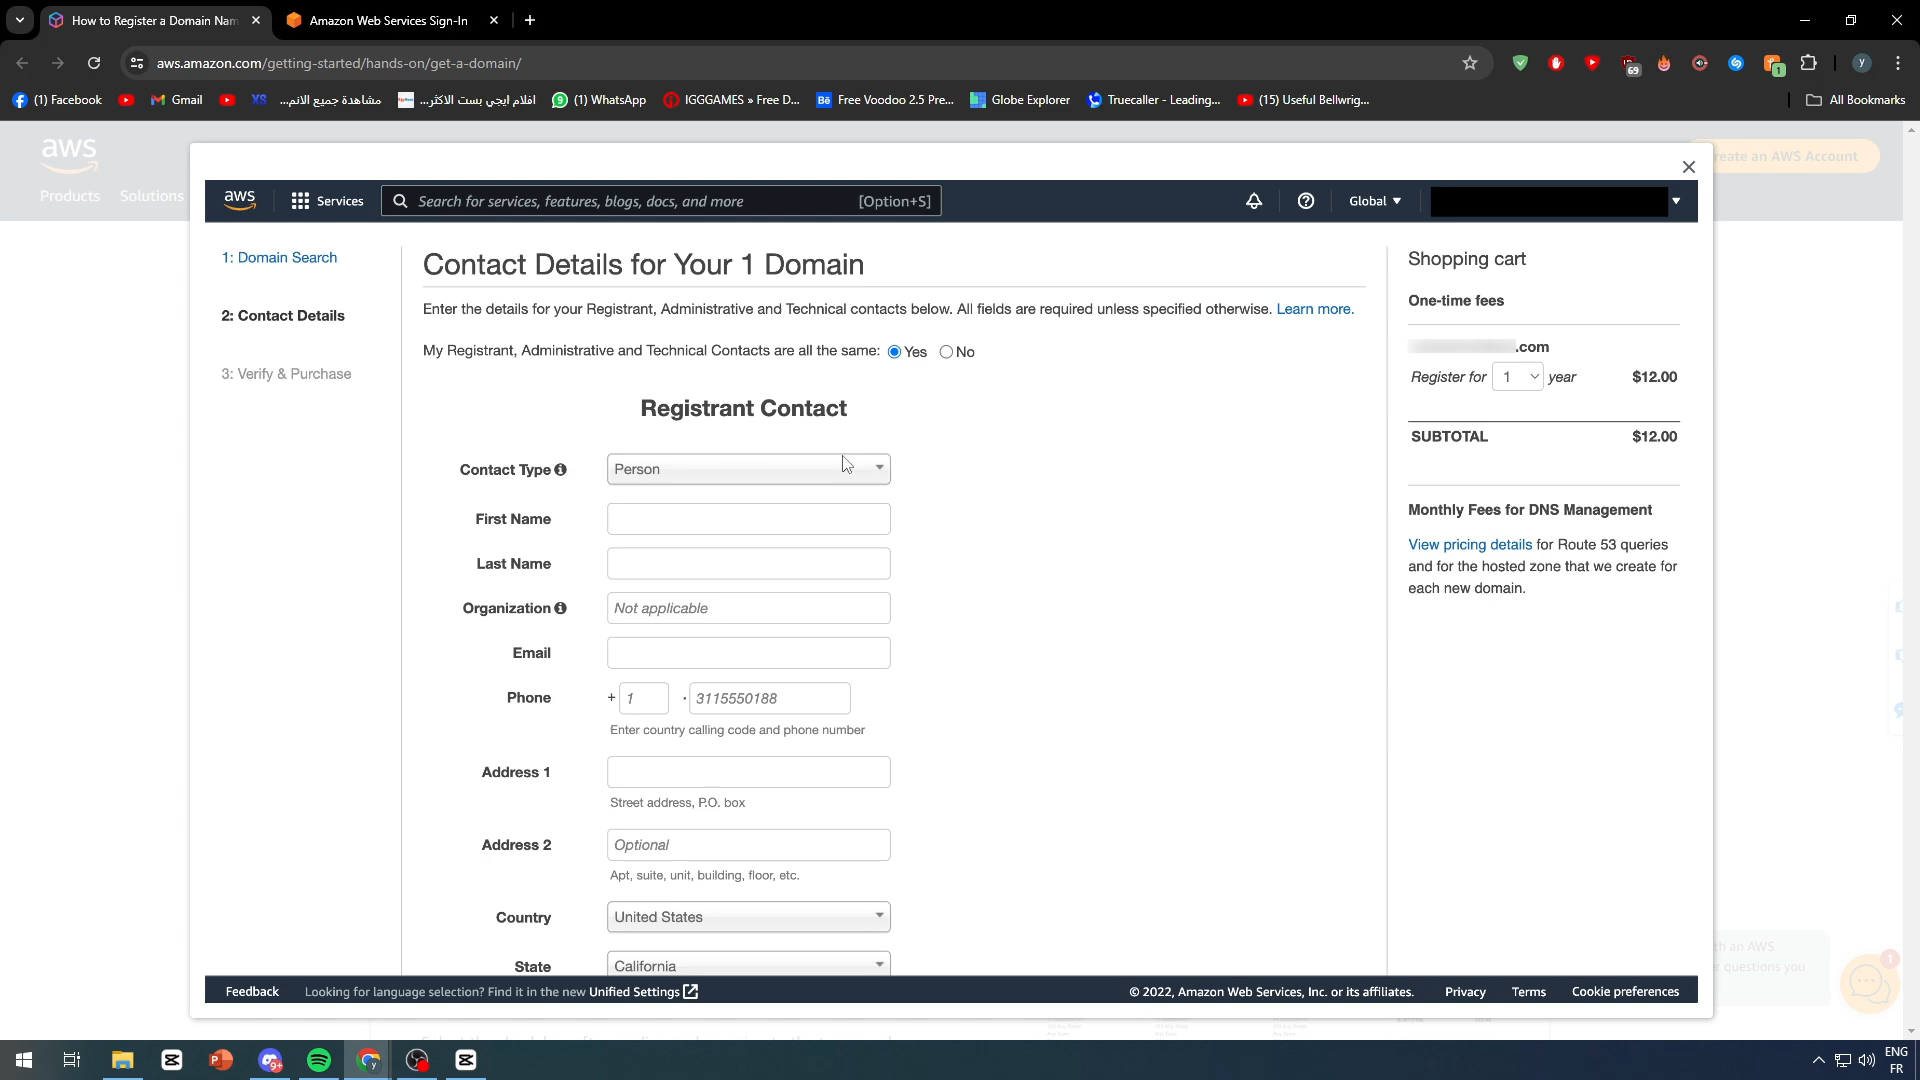 How to Register a Domain Nam
Amazon Web Services Sign-In
aws.amazon.com/getting-started/hands-on/get-a-domain/
69
1
y
(1) Facebook
Gmail
XS
مشاهدة جميع الانم...
افلام ايجي بست الاكثر...
(1) WhatsApp
IGGGAMES » Free D...
Free Voodoo 2.5 Pre...
Globe Explorer
Truecaller - Leading...
(15) Useful Bellwrig...
All Bookmarks
aws
Products
Solutions
reate an AWS Account
aws
Services
Search for services, features, blogs, docs, and more
[Option+S]
Global
1: Domain Search
2: Contact Details
3: Verify & Purchase
Contact Details for Your 1 Domain
Enter the details for your Registrant, Administrative and Technical contacts below. All fields are required unless specified otherwise. Learn more.
My Registrant, Administrative and Technical Contacts are all the same: Yes No
Registrant Contact
Contact Type
Person
First Name
Last Name
Organization
Not applicable
Email
Phone
+ 1 · 3115550188
Enter country calling code and phone number
Address 1
Street address, P.O. box
Address 2
Optional
Apt, suite, unit, building, floor, etc.
Country
United States
State
California
Shopping cart
One-time fees
.com
Register for 1 year $12.00
SUBTOTAL $12.00
Monthly Fees for DNS Management
View pricing details for Route 53 queries
and for the hosted zone that we create for
each new domain.
th an AWS
r questions you
1
Feedback
Looking for language selection? Find it in the new Unified Settings
© 2022, Amazon Web Services, Inc. or its affiliates.
Privacy
Terms
Cookie preferences
9+
y
ENG
FR